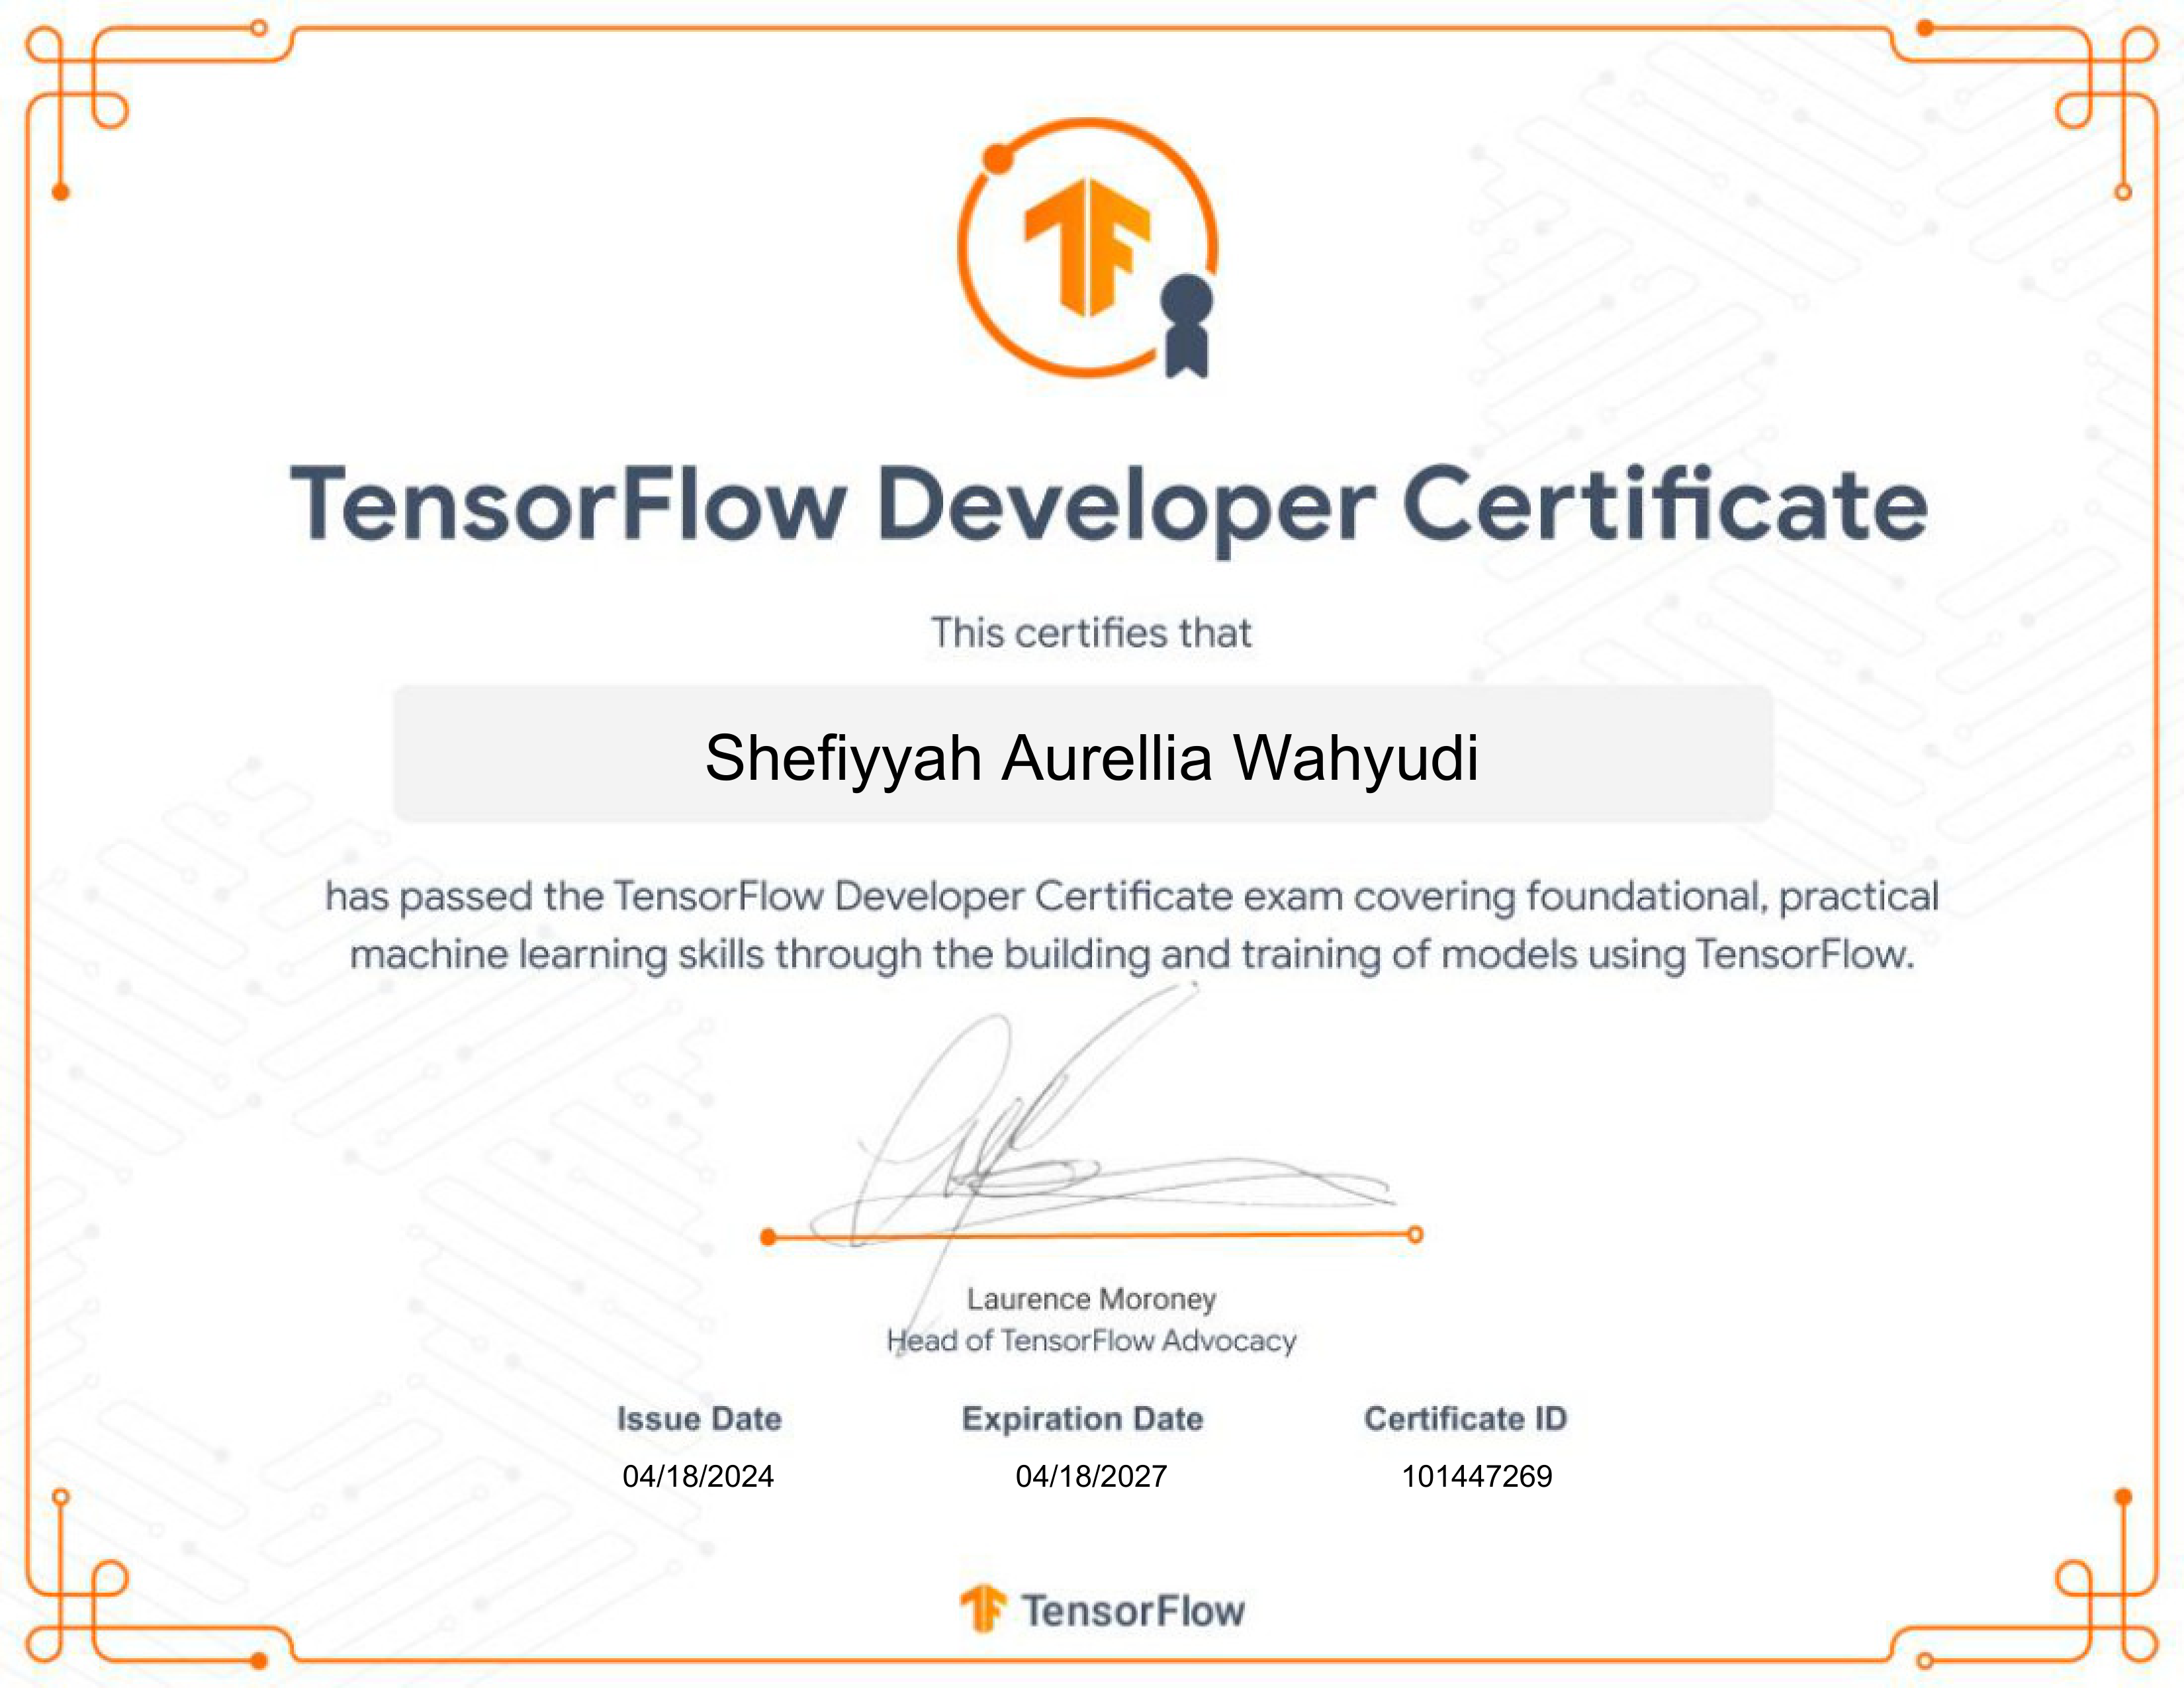 TensorFlow Developer Certificate
This certifies that
Shefiyyah Aurellia Wahyudi
has passed the TensorFlow Developer Certificate exam covering foundational, practical
machine learning skills through the building and training of models using TensorFlow.
Laurence Moroney
Head of TensorFlow Advocacy
Issue Date Expiration Date Certificate ID
04/18/2024 04/18/2027 101447269
TensorFlow